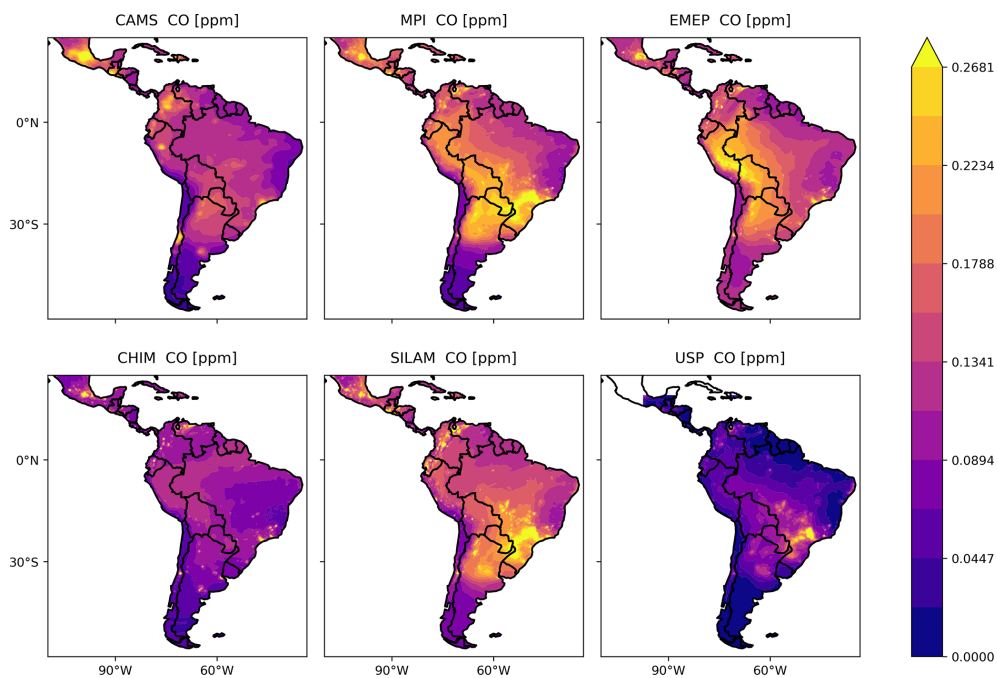 CAMS CO [ppm]
MPI CO [ppm]
EMEP CO [ppm]
0°N
30°S
90°W
60°W
CHIM CO [ppm]
SILAM CO [ppm]
USP CO [ppm]
0°N
30°S
90°W
60°W
60°W
90°W
60°W
0.2681
0.2234
0.1788
0.1341
0.0894
0.0447
0.0000